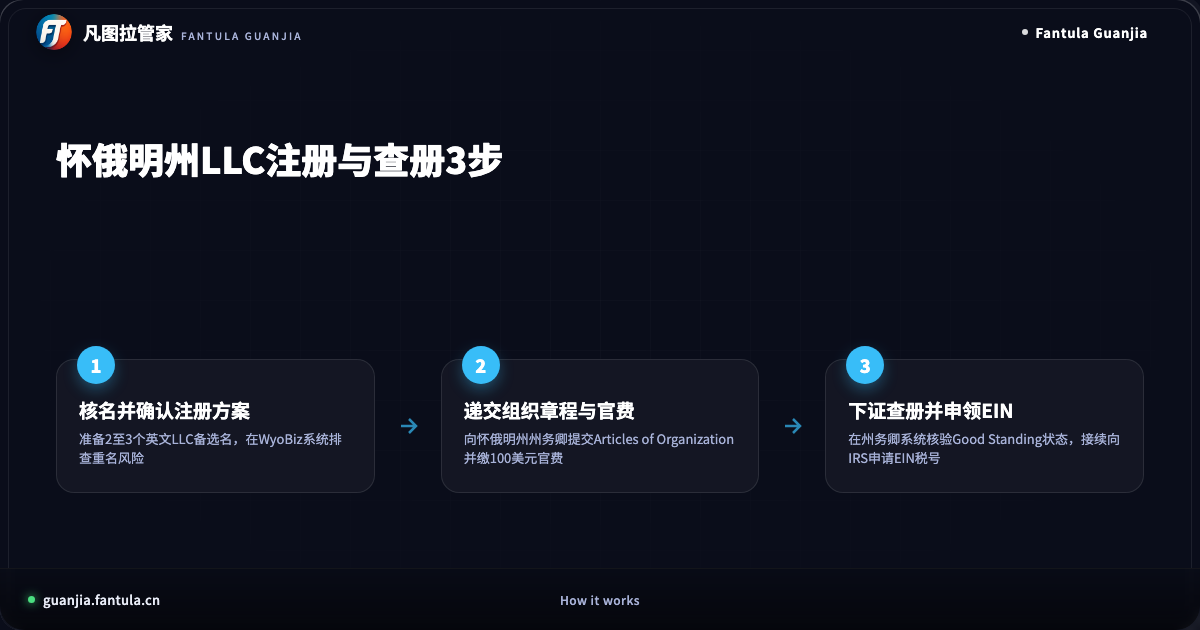 FT
凡图拉管家 FANTULA GUANJIA
Fantula Guanjia
怀俄明州LLC注册与查册3步
1
核名并确认注册方案
准备2至3个英文LLC备选名，在WyoBiz系统排
查重名风险
2
递交组织章程与官费
向怀俄明州州务卿提交Articles of Organization
并缴100美元官费
3
下证查册并申领EIN
在州务卿系统核验Good Standing状态，接续向
IRS申请EIN税号
guanjia.fantula.cn
How it works